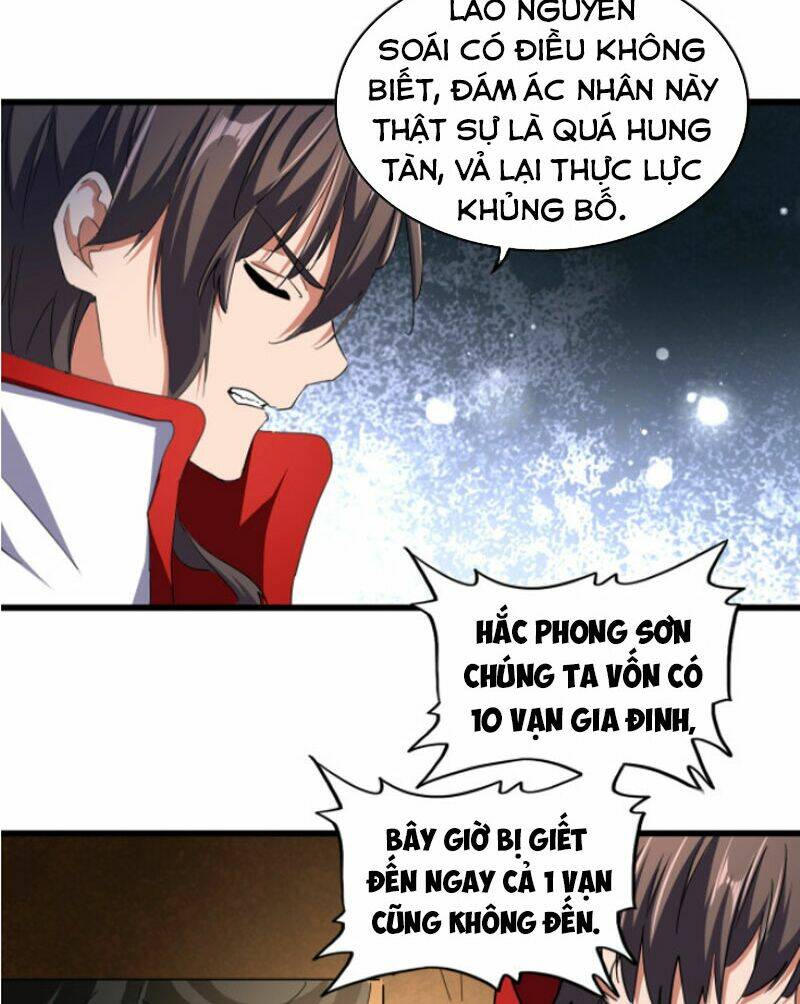 LÃO NGUYÊN
SOÁI CÓ ĐIỀU KHÔNG
BIẾT, ĐÁM ÁC NHÂN NÀY
THẬT SỰ LÀ QUÁ HUNG
TÀN, VẢ LẠI THỰC LỰC
KHỦNG BỐ.
HẮC PHONG SƠN
CHÚNG TA VỐN CÓ
10 VẠN GIA ĐINH,
BÂY GIỜ BỊ GIẾT
ĐẾN NGAY CẢ 1 VẠN
CŨNG KHÔNG ĐẾN.